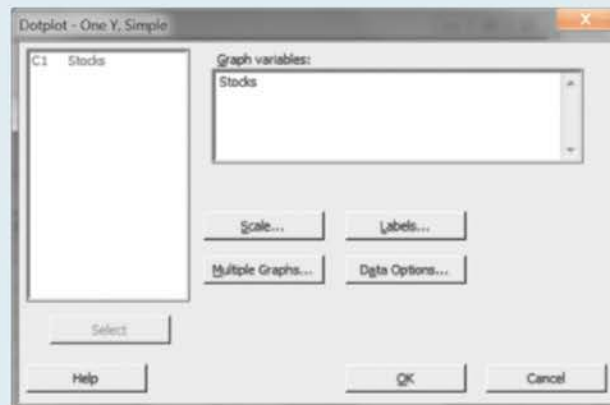 Dotplot - One Y, Simple
X
C1 Stocks
Graph variables:
Stocks
Scale...
Labels...
Multiple Graphs...
Data Options...
Select
Help
OK
Cancel